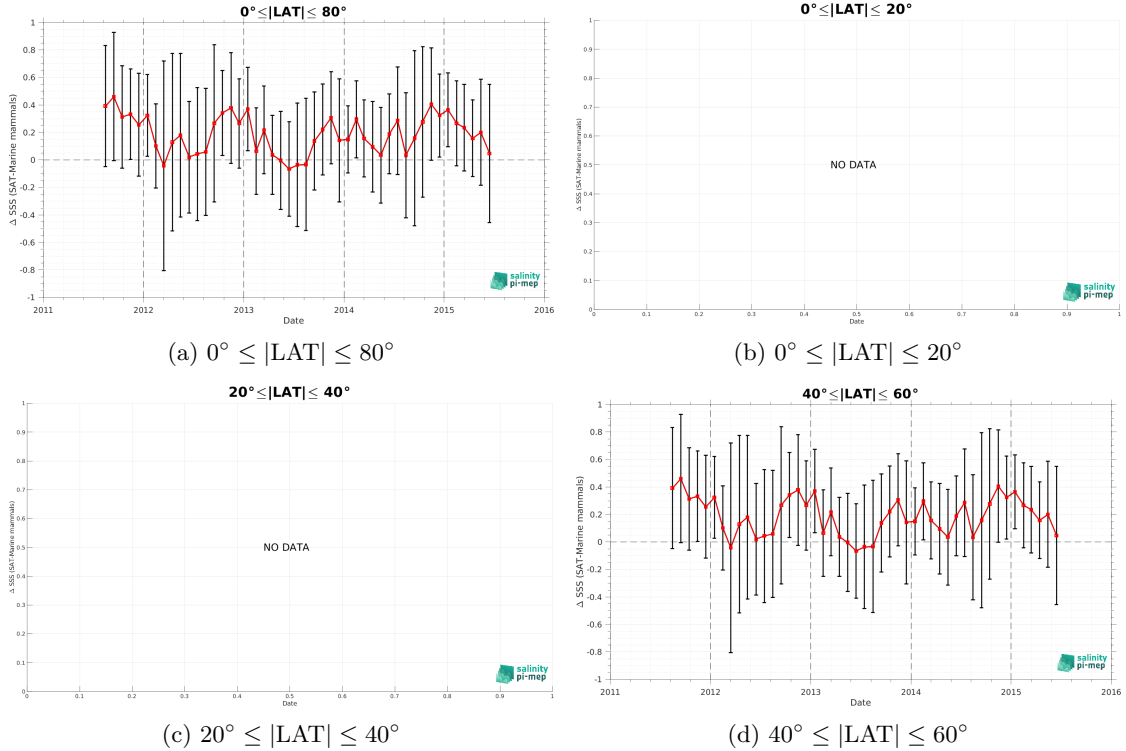 0°≤|LAT|≤ 80°
Δ SSS (SAT-Marine mammals)
1
0.8
0.6
0.4
0.2
0
-0.2
-0.4
-0.6
-0.8
-1
2011 2012 2013 2014 2015 2016
Date
salinity
pi-mep
(a) 0° ≤ |LAT| ≤ 80°
0°≤|LAT|≤ 20°
Δ SSS (SAT-Marine mammals)
1
0.9
0.8
0.7
0.6
0.5
0.4
0.3
0.2
0.1
0
NO DATA
0 0.1 0.2 0.3 0.4 0.5 0.6 0.7 0.8 0.9 1
Date
salinity
pi-mep
(b) 0° ≤ |LAT| ≤ 20°
20°≤|LAT|≤ 40°
Δ SSS (SAT-Marine mammals)
1
0.9
0.8
0.7
0.6
0.5
0.4
0.3
0.2
0.1
0
NO DATA
0 0.1 0.2 0.3 0.4 0.5 0.6 0.7 0.8 0.9 1
Date
salinity
pi-mep
(c) 20° ≤ |LAT| ≤ 40°
40°≤|LAT|≤ 60°
Δ SSS (SAT-Marine mammals)
1
0.8
0.6
0.4
0.2
0
-0.2
-0.4
-0.6
-0.8
-1
2011 2012 2013 2014 2015 2016
Date
salinity
pi-mep
(d) 40° ≤ |LAT| ≤ 60°